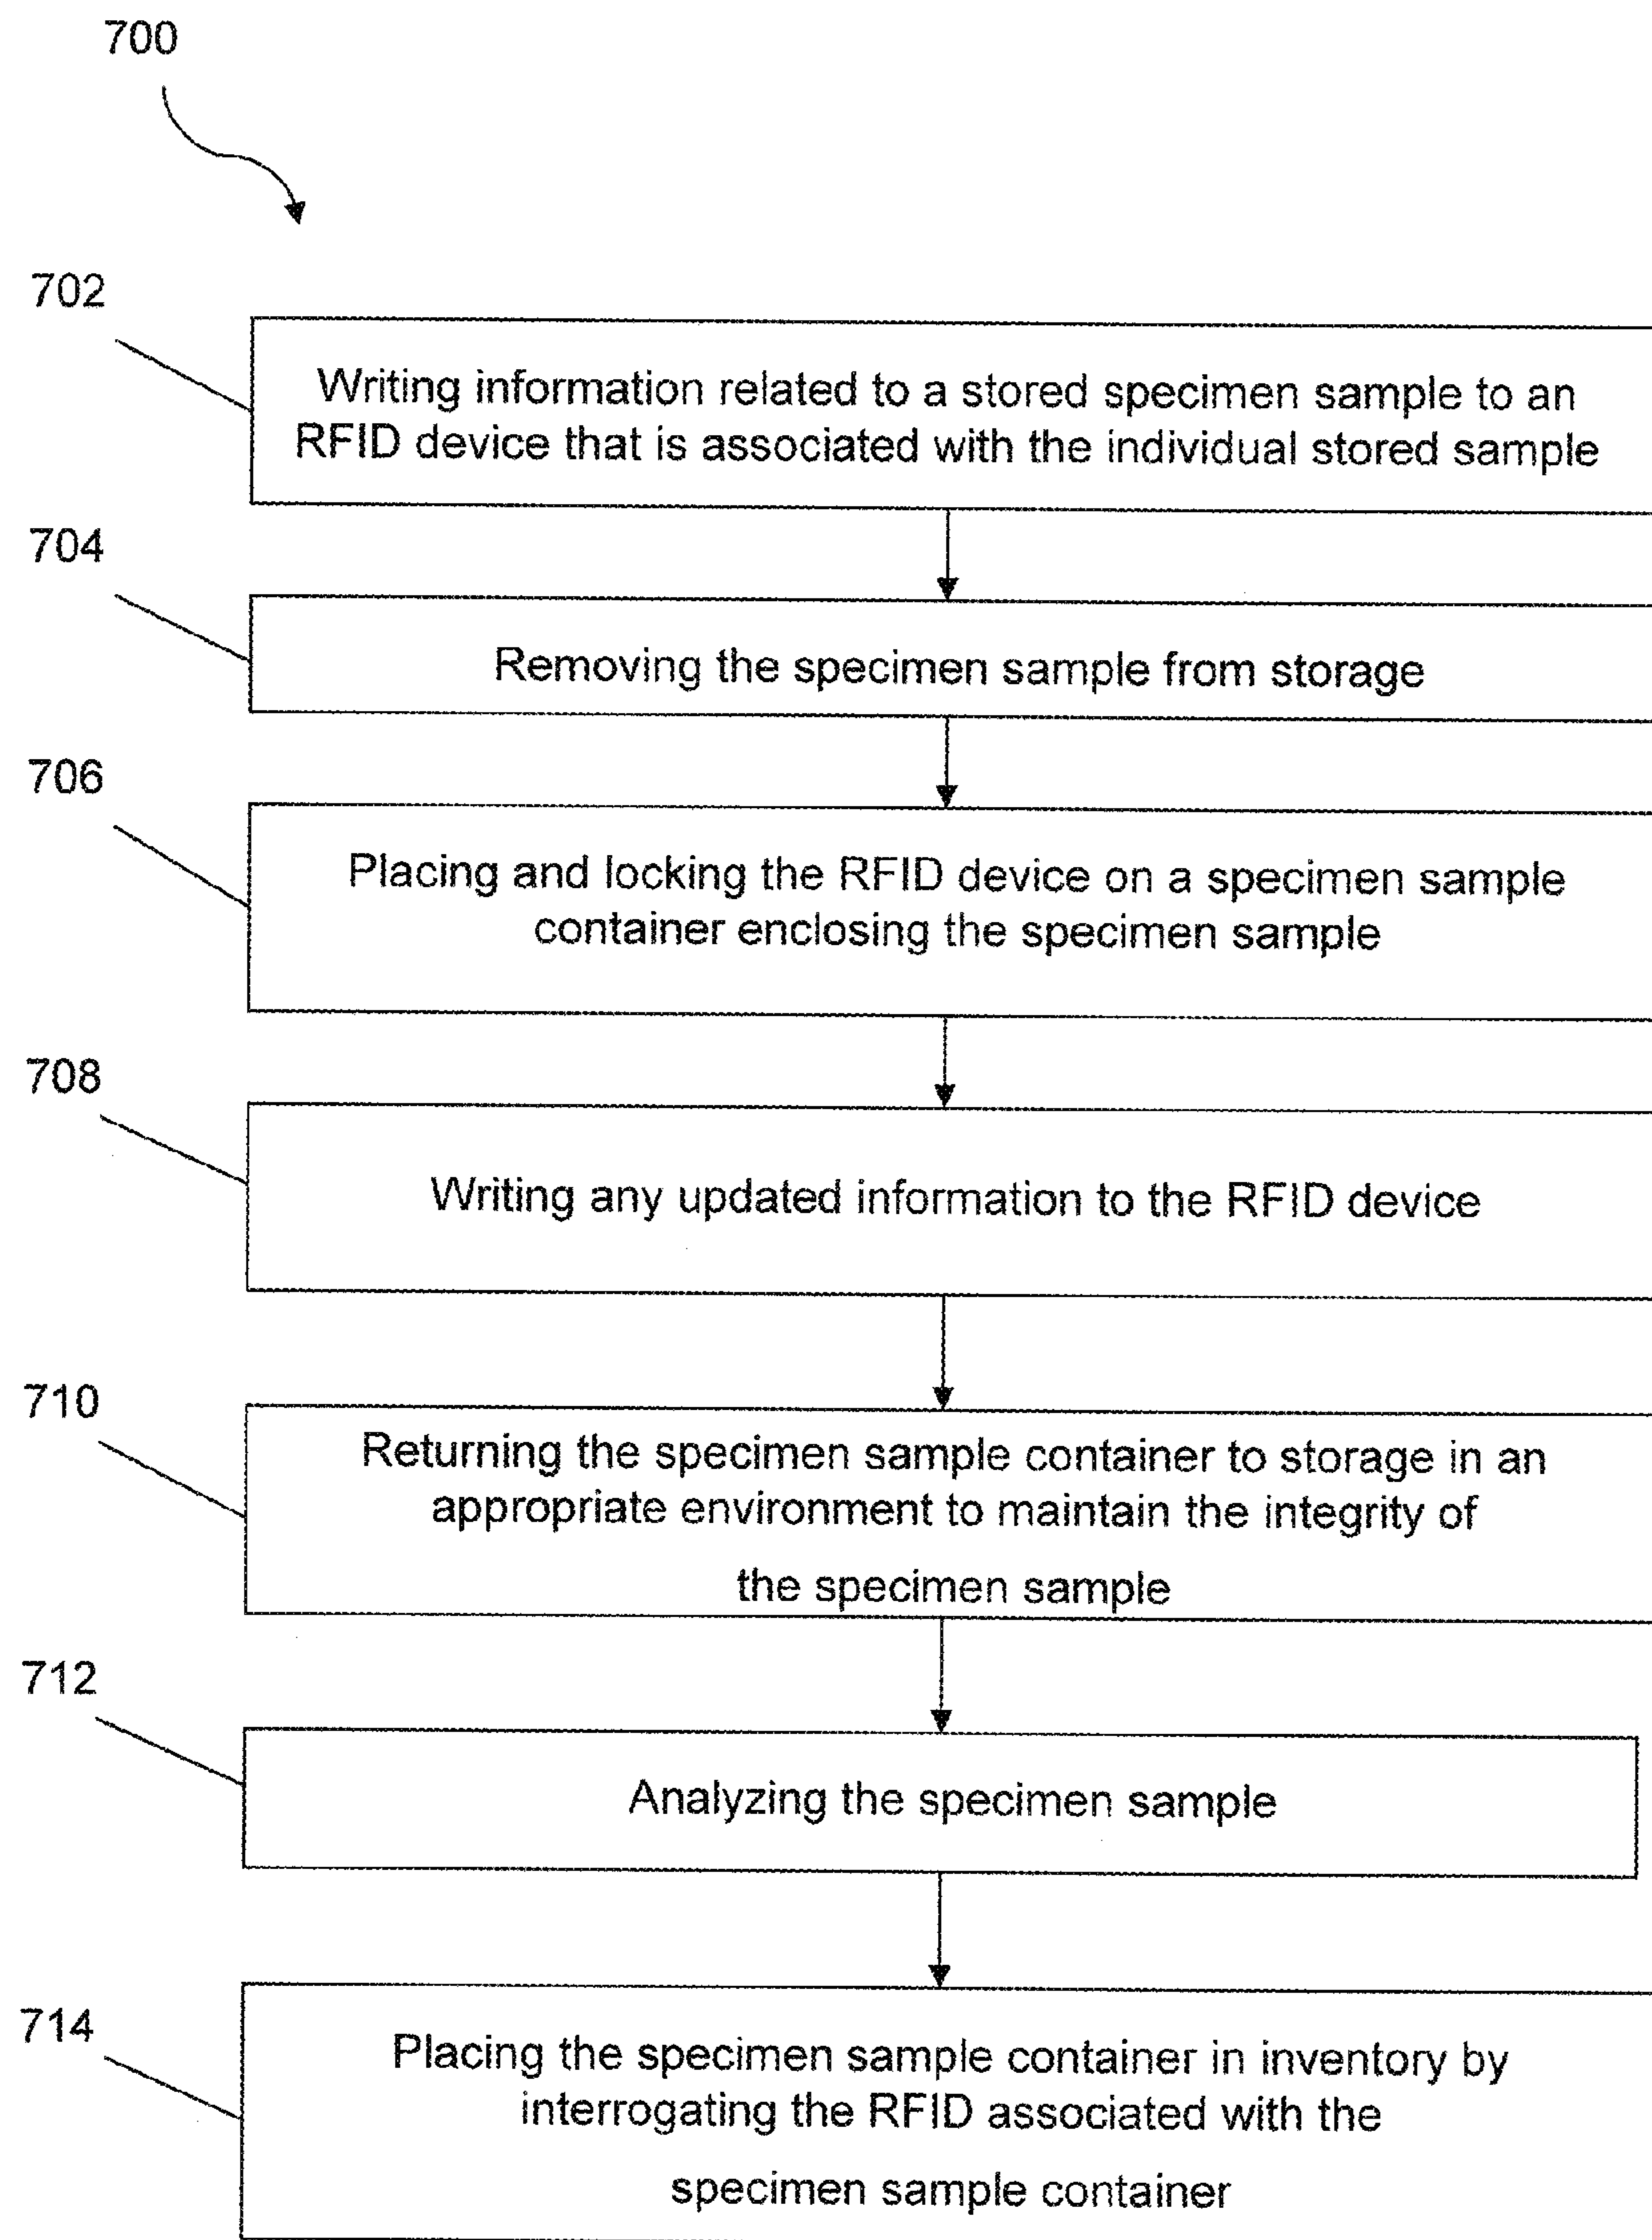 700
702
Writing information related to a stored specimen sample to an
RFID device that is associated with the individual stored sample
704
Removing the specimen sample from storage
706
Placing and locking the RFID device on a specimen sample
container enclosing the specimen sample
708
Writing any updated information to the RFID device
710
Returning the specimen sample container to storage in an
appropriate environment to maintain the integrity of
the specimen sample
712
Analyzing the specimen sample
714
Placing the specimen sample container in inventory by
interrogating the RFID associated with the
specimen sample container